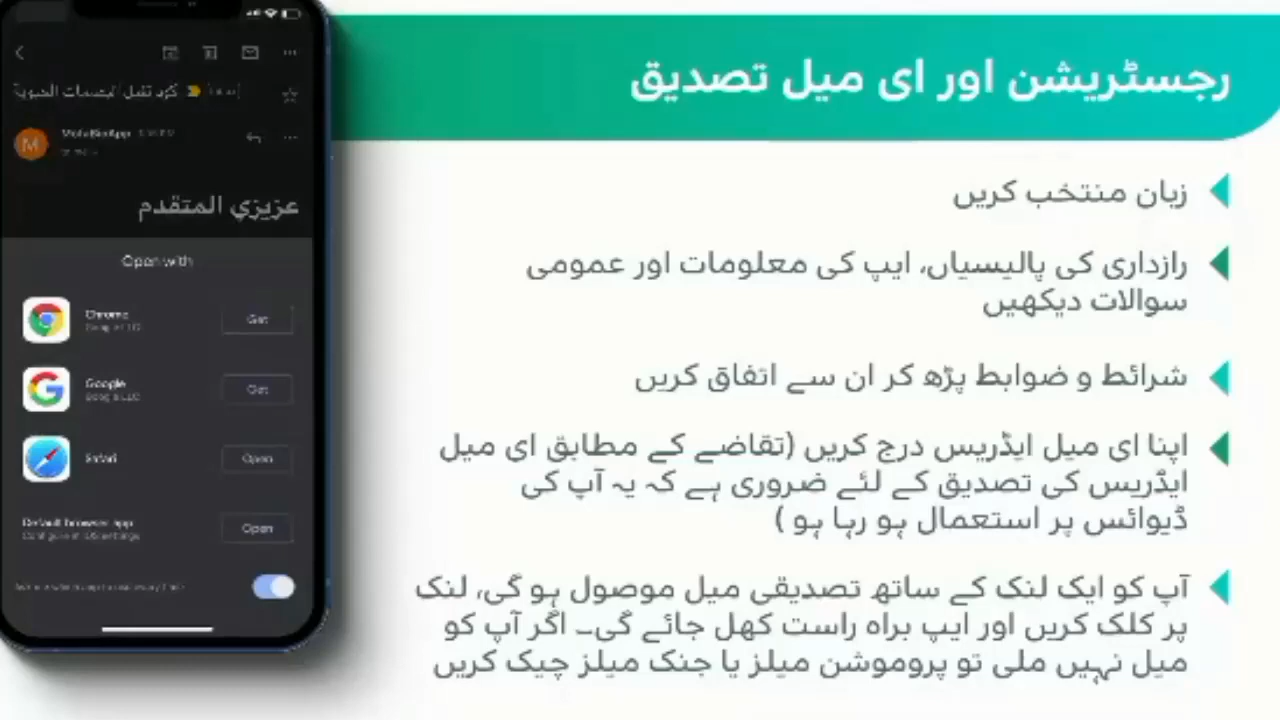 رجسٹریشن اور ای میل تصدیق
زبان منتخب کریں
رازداری کی پالیسیاں، ایپ کی معلومات اور عمومی
سوالات دیکھیں
شرائط و ضوابط پڑھ کر ان سے اتفاق کریں
اپنا ای میل ایڈریس درج کریں (تقاضے کے مطابق ای میل
ایڈریس کی تصدیق کے لئے ضروری ہے کہ یہ آپ کی
ڈیوائس پر استعمال ہو رہا ہو )
آپ کو ایک لنک کے ساتھ تصدیقی میل موصول ہو گی، لنک
پر کلک کریں اور ایپ براہ راست کھل جائے گی۔ اگر آپ کو
میل نہیں ملی تو پروموشن میلز یا جنک میلز چیک کریں
M
MofaBioApp
عزيزي المتقدم
Open with
Chrome
Google LLC
Get
Google
Google LLC
Get
Safari
Open
Default browser app
Open